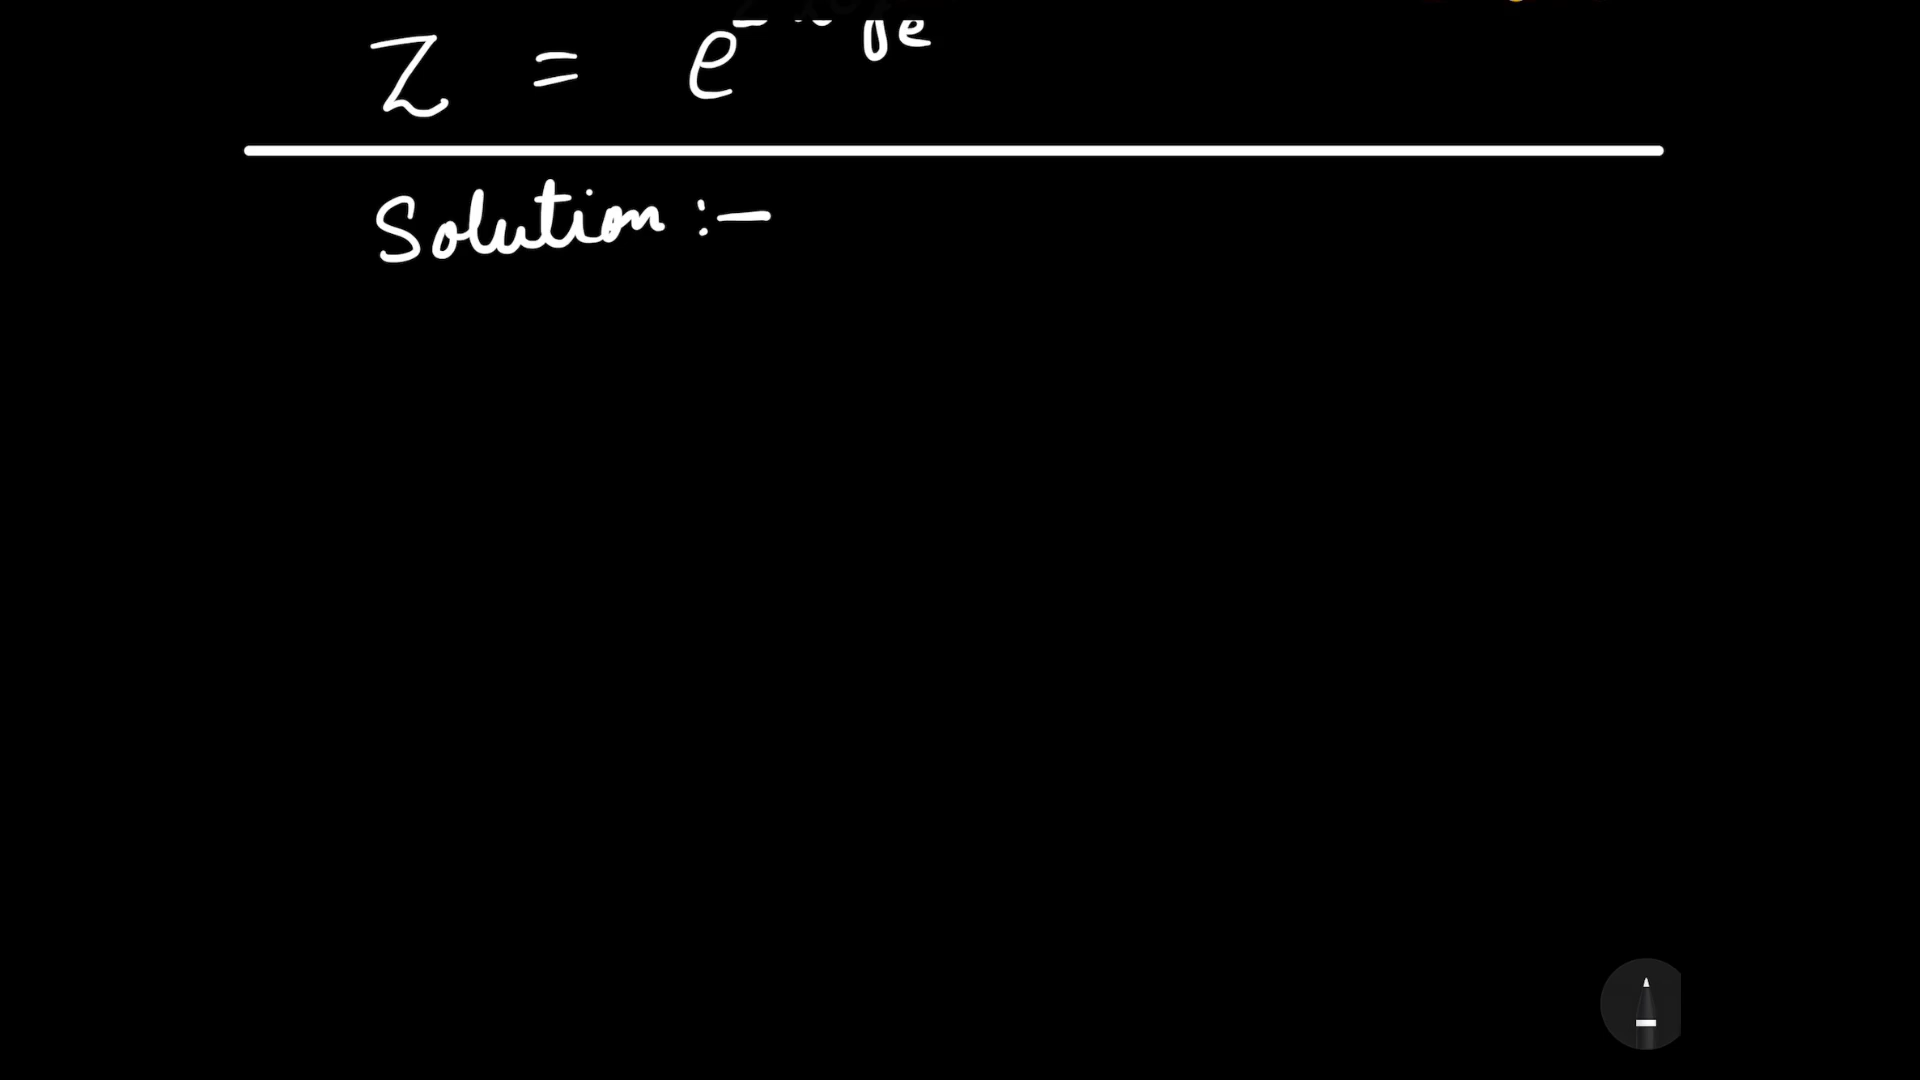 Z = e
Solution :-